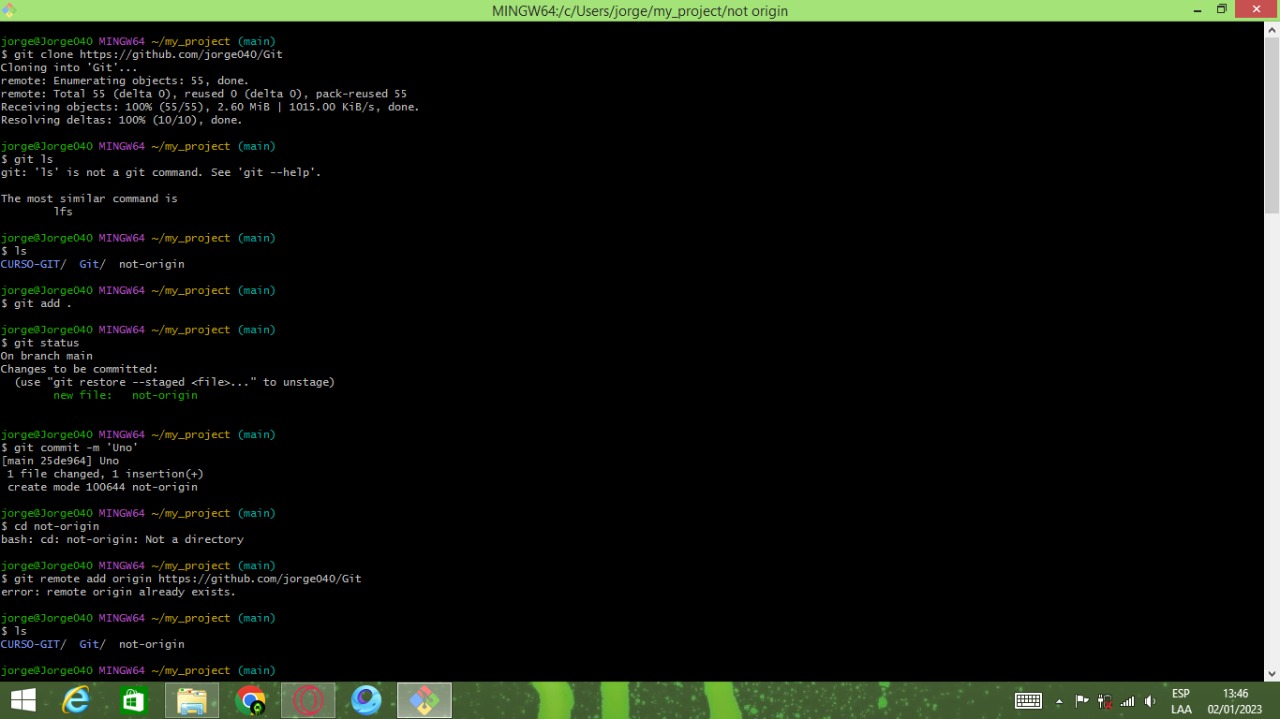 MINGW64:/c/Users/jorge/my_project/not origin
jorge@Jorge040 MINGW64 ~/my_project (main)
$ git clone https://github.com/jorge040/Git
Cloning into 'Git'...
remote: Enumerating objects: 55, done.
remote: Total 55 (delta 0), reused 0 (delta 0), pack-reused 55
Receiving objects: 100% (55/55), 2.60 MiB | 1015.00 KiB/s, done.
Resolving deltas: 100% (10/10), done.
jorge@Jorge040 MINGW64 ~/my_project (main)
$ git ls
git: 'ls' is not a git command. See 'git --help'.
The most similar command is
lfs
jorge@Jorge040 MINGW64 ~/my_project (main)
$ ls
CURSO-GIT/  Git/  not-origin
jorge@Jorge040 MINGW64 ~/my_project (main)
$ git add .
jorge@Jorge040 MINGW64 ~/my_project (main)
$ git status
On branch main
Changes to be committed:
(use "git restore --staged <file>..." to unstage)
new file:   not-origin
jorge@Jorge040 MINGW64 ~/my_project (main)
$ git commit -m 'Uno'
[main 25de964] Uno
1 file changed, 1 insertion(+)
create mode 100644 not-origin
jorge@Jorge040 MINGW64 ~/my_project (main)
$ cd not-origin
bash: cd: not-origin: Not a directory
jorge@Jorge040 MINGW64 ~/my_project (main)
$ git remote add origin https://github.com/jorge040/Git
error: remote origin already exists.
jorge@Jorge040 MINGW64 ~/my_project (main)
$ ls
CURSO-GIT/  Git/  not-origin
jorge@Jorge040 MINGW64 ~/my_project (main)
ESP 13:46
LAA 02/01/2023